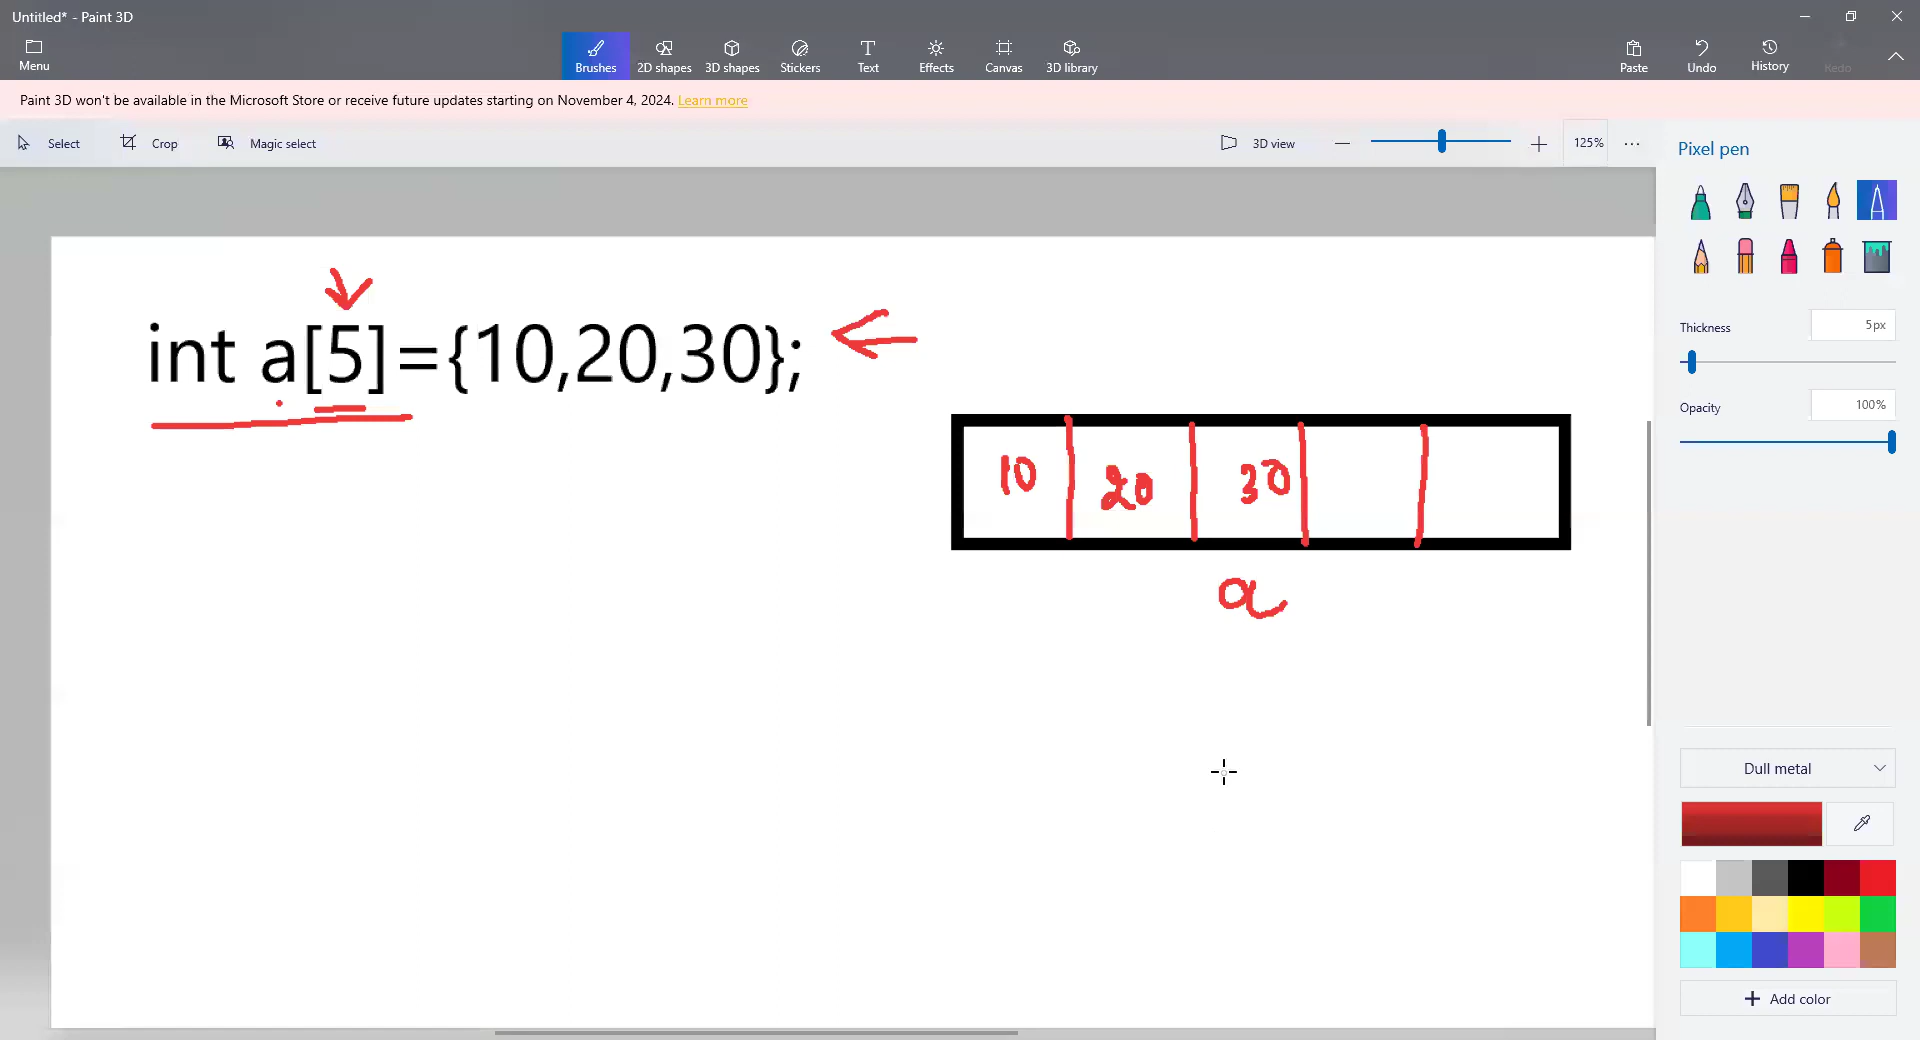 Untitled* - Paint 3D
Menu
Brushes 2D shapes 3D shapes Stickers Text Effects Canvas 3D library
Paste Undo History Redo
Paint 3D won't be available in the Microsoft Store or receive future updates starting on November 4, 2024. Learn more
Select Crop Magic select 3D view 125%
Pixel pen
Thickness 5px
Opacity 100%
int a[5]={10,20,30};
10 20 30
a
Dull metal
Add color